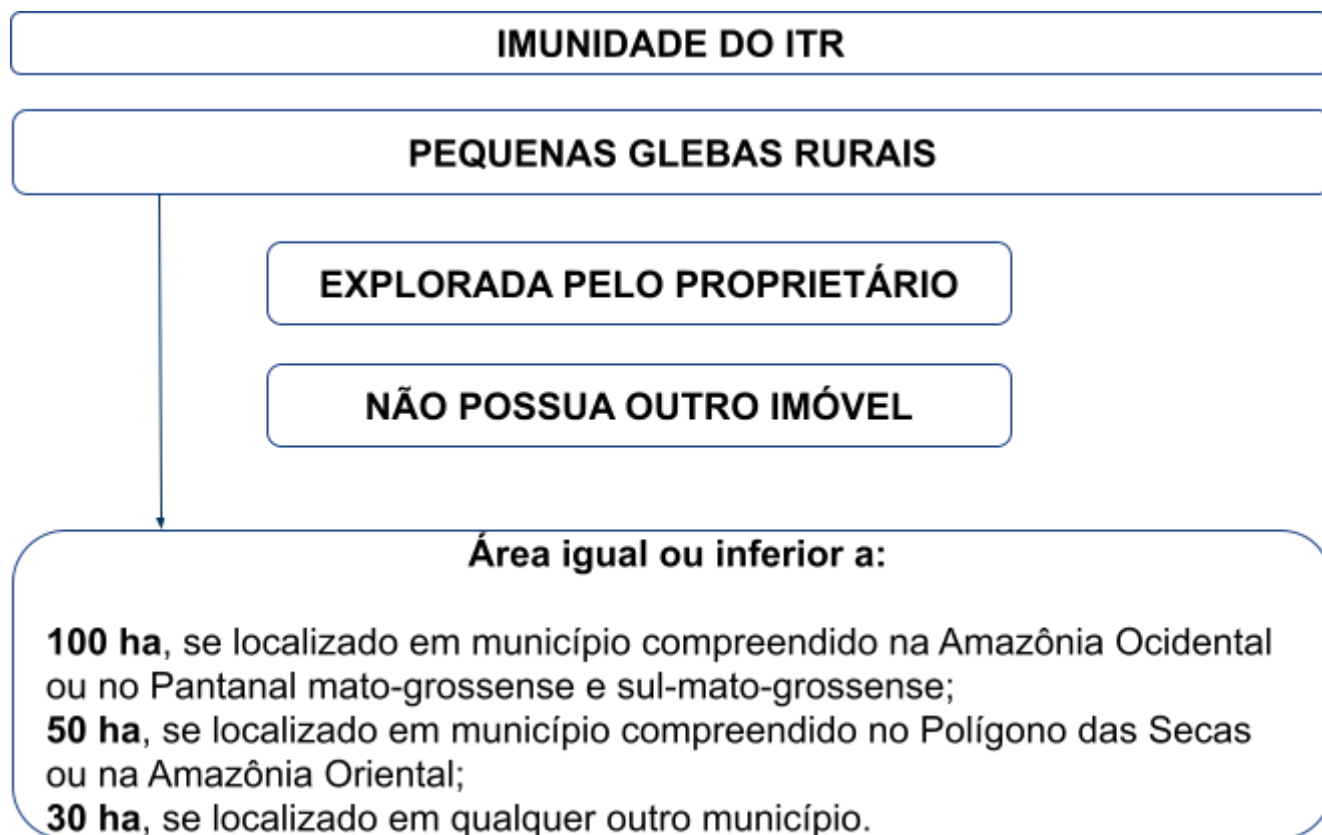 IMUNIDADE DO ITR
PEQUENAS GLEBAS RURAIS
EXPLORADA PELO PROPRIETÁRIO
NÃO POSSUA OUTRO IMÓVEL
Área igual ou inferior a:
100 ha, se localizado em município compreendido na Amazônia Ocidental
ou no Pantanal mato-grossense e sul-mato-grossense;
50 ha, se localizado em município compreendido no Polígono das Secas
ou na Amazônia Oriental;
30 ha, se localizado em qualquer outro município.